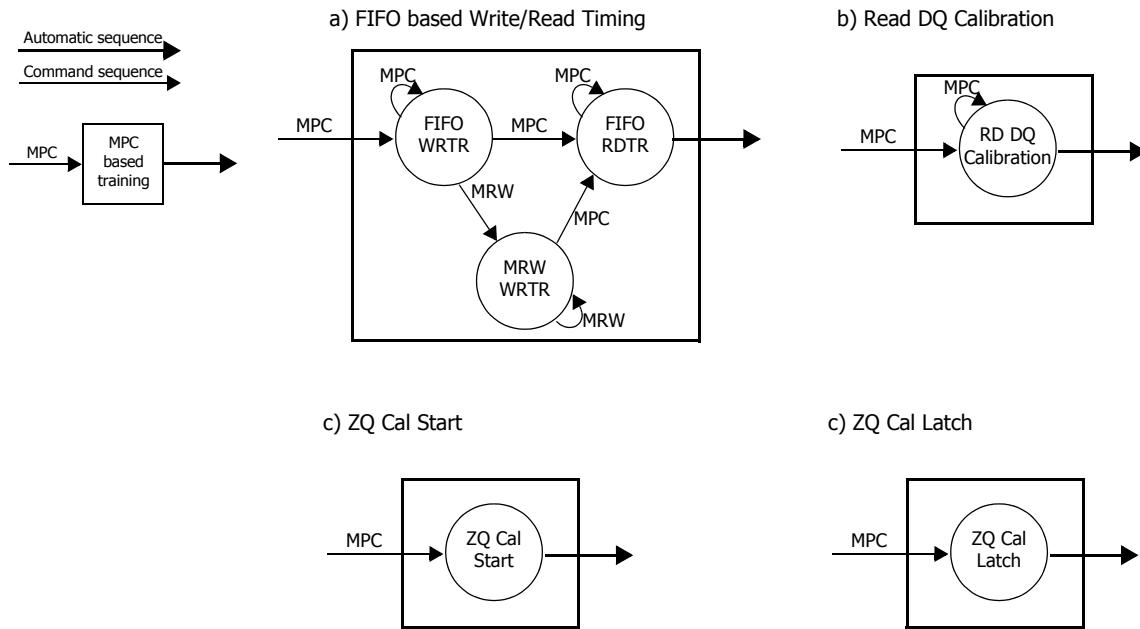 Automatic sequence
Command sequence
MPC
MPC
based
training
a) FIFO based Write/Read Timing
MPC
MPC
FIFO
WRTR
MPC
MPC
FIFO
RDTR
MRW
MPC
MRW
WRTR
MRW
b) Read DQ Calibration
MPC
MPC
RD DQ
Calibration
c) ZQ Cal Start
MPC
ZQ Cal
Start
c) ZQ Cal Latch
MPC
ZQ Cal
Latch